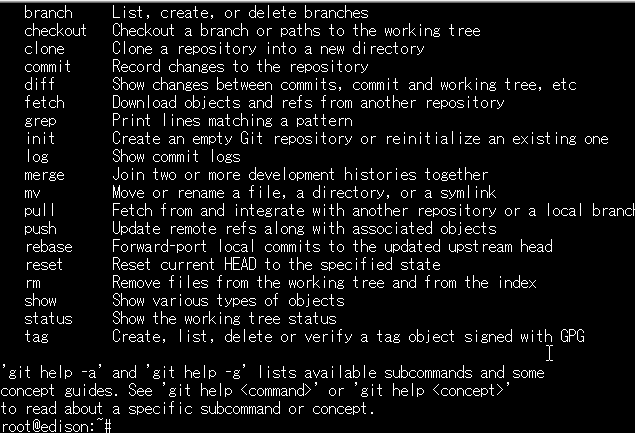 branch     List, create, or delete branches
checkout   Checkout a branch or paths to the working tree
clone      Clone a repository into a new directory
commit     Record changes to the repository
diff       Show changes between commits, commit and working tree, etc
fetch      Download objects and refs from another repository
grep       Print lines matching a pattern
init       Create an empty Git repository or reinitialize an existing one
log        Show commit logs
merge      Join two or more development histories together
mv         Move or rename a file, a directory, or a symlink
pull       Fetch from and integrate with another repository or a local branch
push       Update remote refs along with associated objects
rebase     Forward-port local commits to the updated upstream head
reset      Reset current HEAD to the specified state
rm         Remove files from the working tree and from the index
show       Show various types of objects
status     Show the working tree status
tag        Create, list, delete or verify a tag object signed with GPG
'git help -a' and 'git help -g' lists available subcommands and some
concept guides. See 'git help <command>' or 'git help <concept>'
to read about a specific subcommand or concept.
root@edison:~#